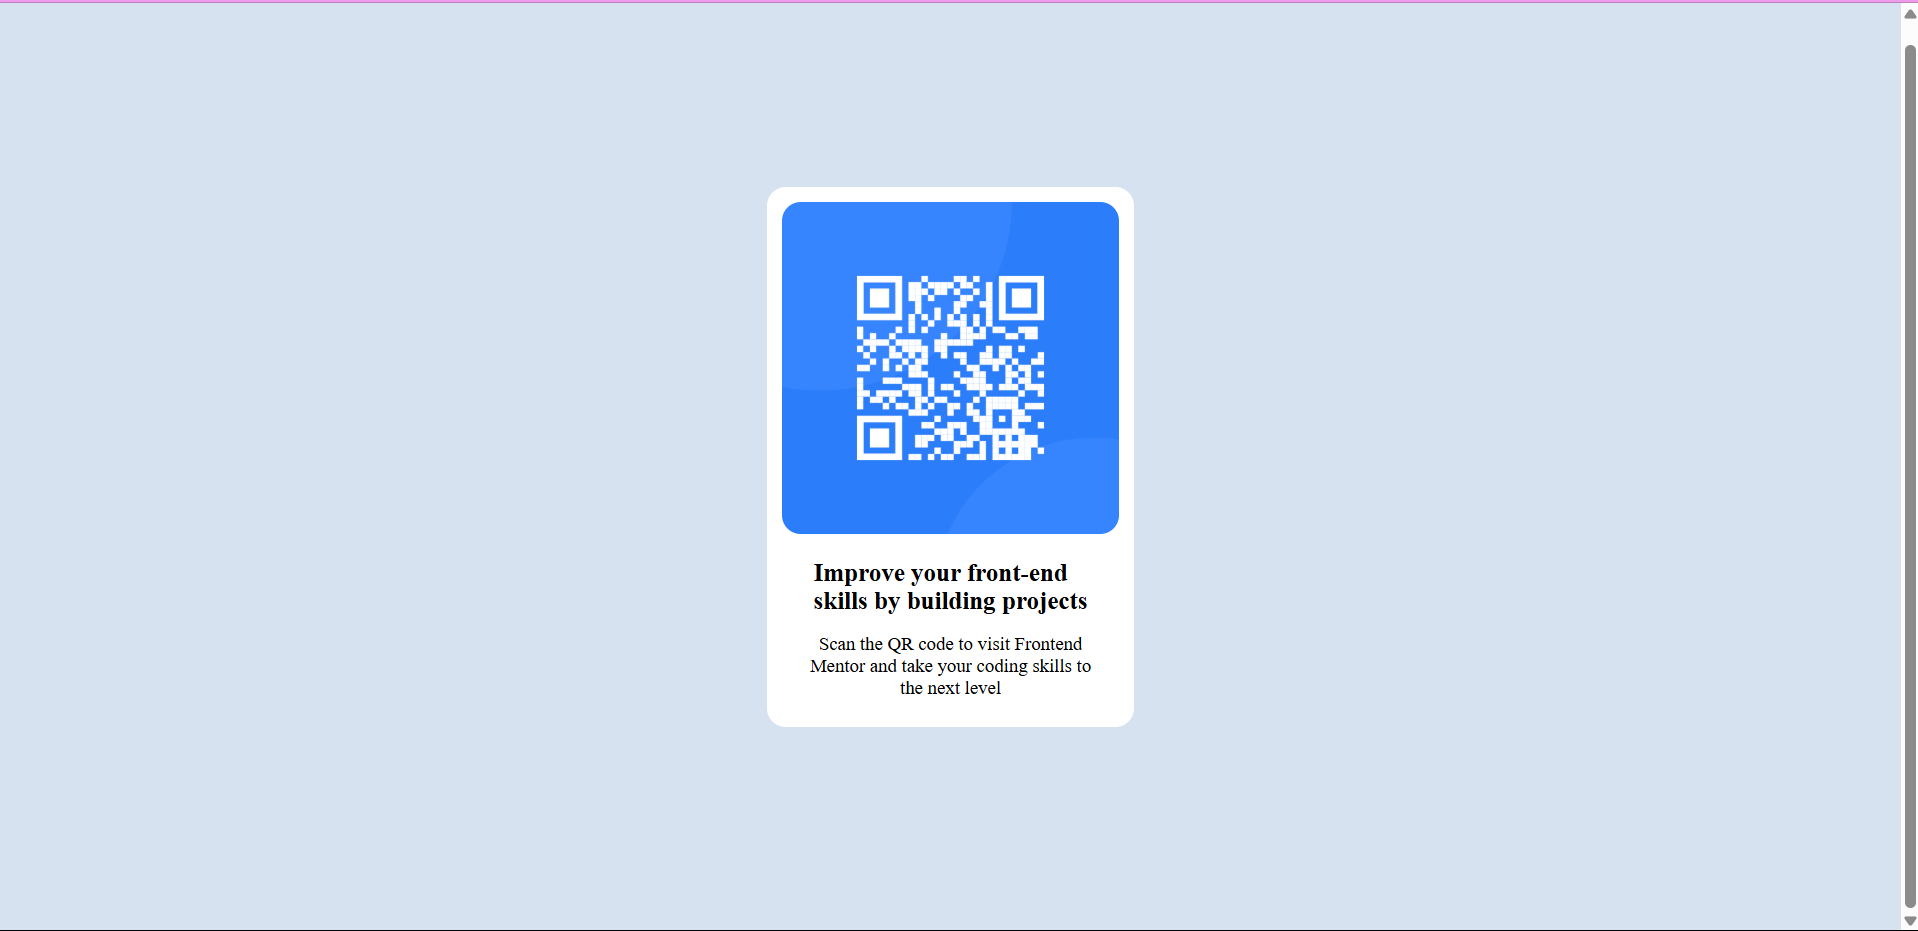 Improve your front-end
skills by building projects
Scan the QR code to visit Frontend
Mentor and take your coding skills to
the next level